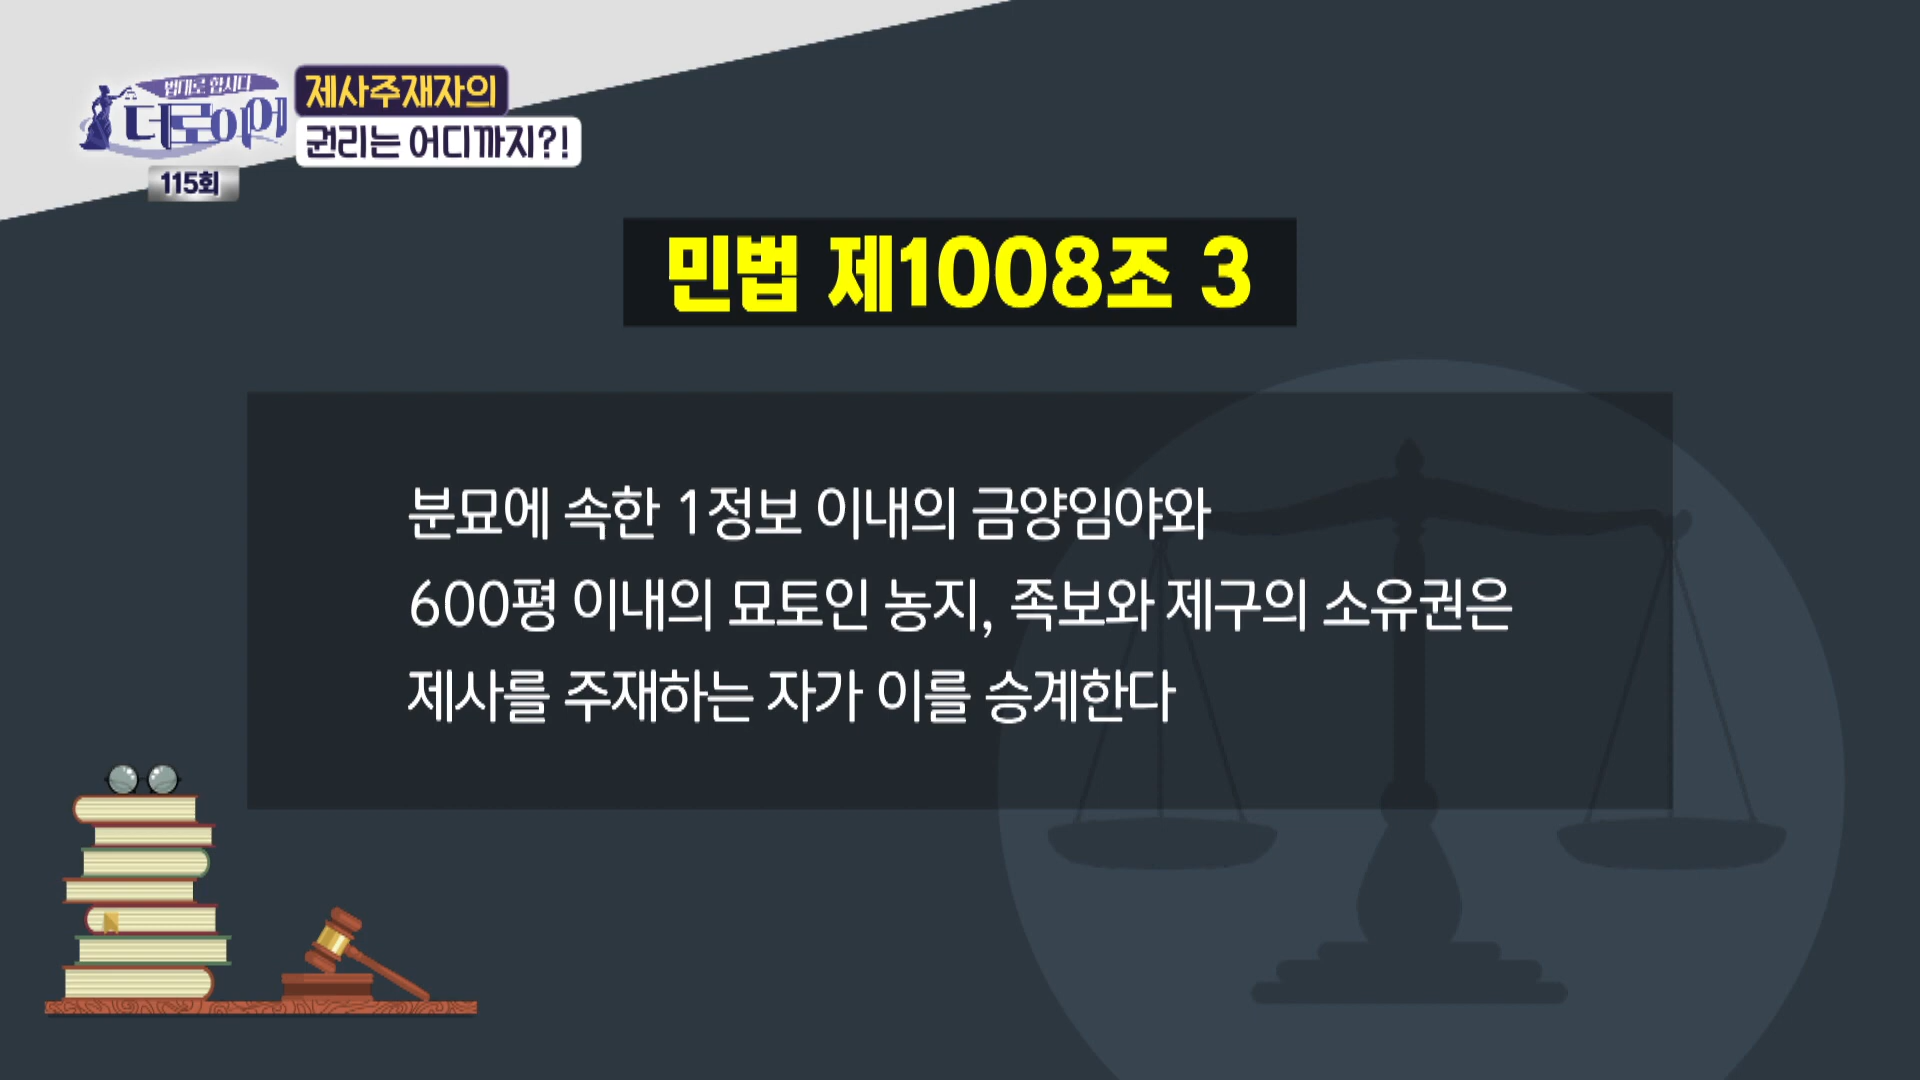 법대로 합시다
더로이어
115회
제사주재자의
권리는 어디까지?!
민법 제1008조 3
분묘에 속한 1정보 이내의 금양임야와
600평 이내의 묘토인 농지, 족보와 제구의 소유권은
제사를 주재하는 자가 이를 승계한다